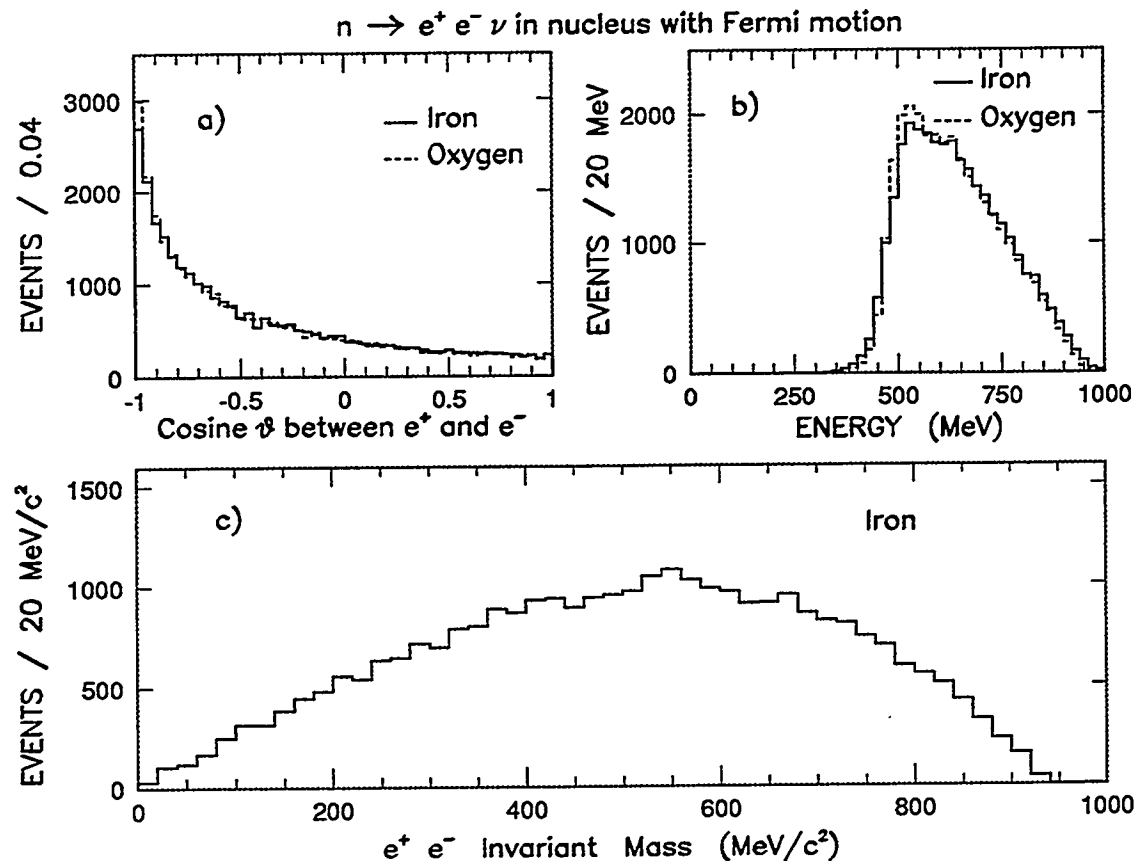 n → e⁺ e⁻ ν in nucleus with Fermi motion
EVENTS / 0.04
3000
2000
1000
0
a)
Iron
Oxygen
-1 -0.5 0 0.5 1
Cosine ϑ between e⁺ and e⁻
EVENTS / 20 MeV
2000
1000
0
b)
Iron
Oxygen
0 250 500 750 1000
ENERGY (MeV)
EVENTS / 20 MeV/c²
1500
1000
500
0
c)
Iron
0 200 400 600 800 1000
e⁺ e⁻ Invariant Mass (MeV/c²)